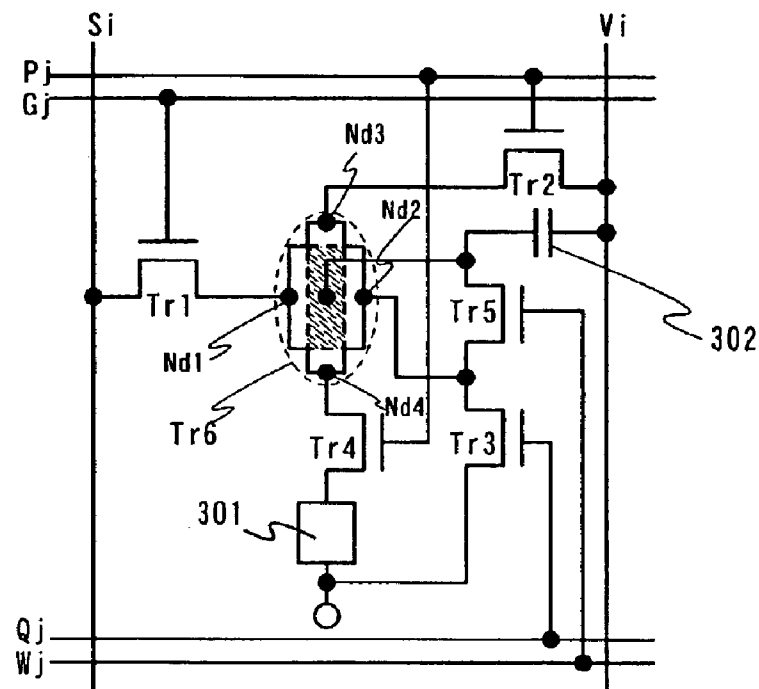 Si
Vi
Pj
Gj
Nd3
Nd2
Tr2
Tr1
Tr5
302
Nd1
Nd4
Tr6
Tr4
Tr3
301
Qj
Wj